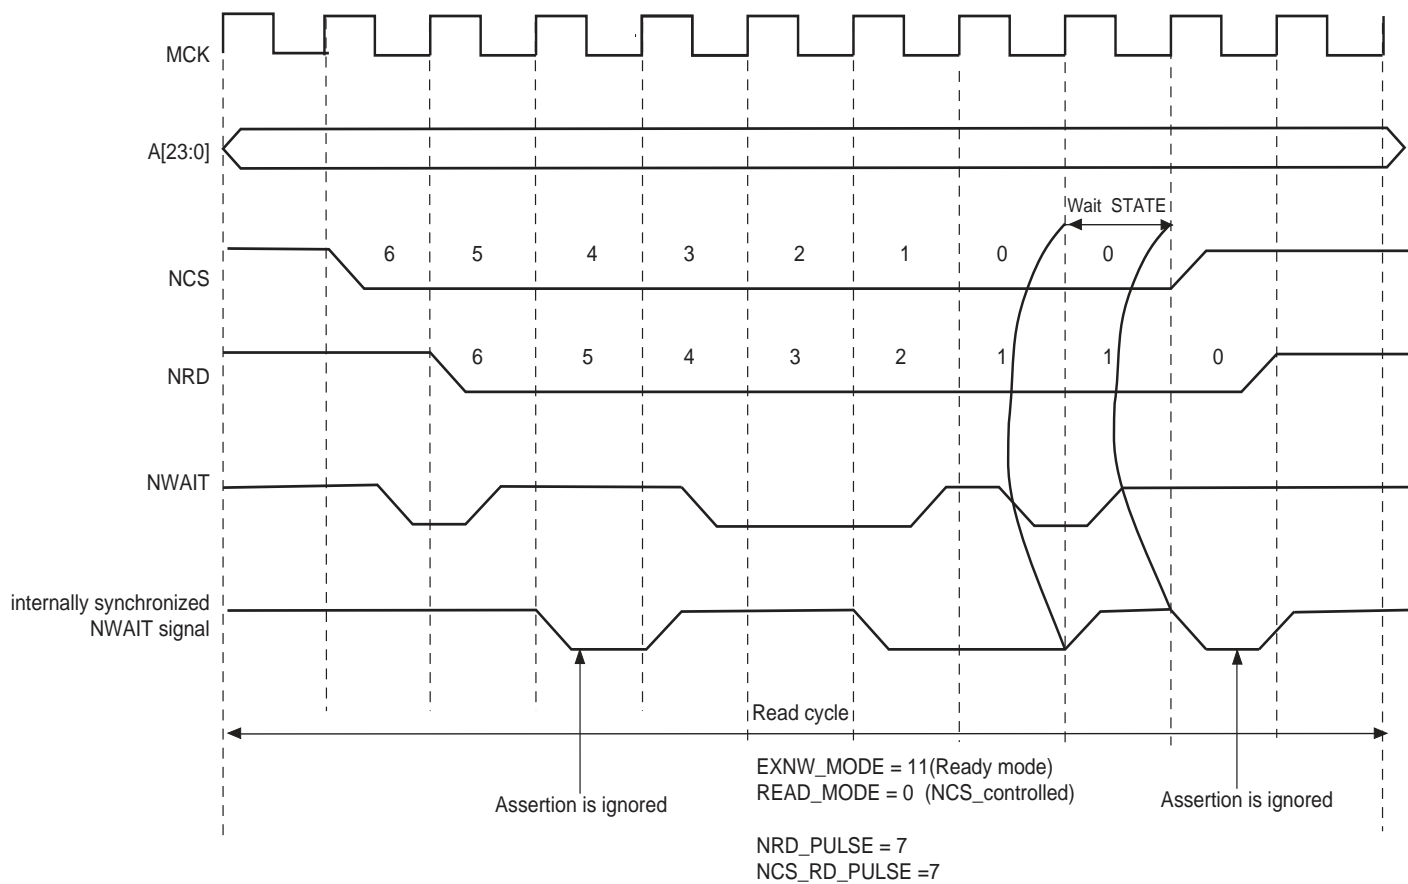 MCK
A[23:0]
Wait STATE
NCS
6 5 4 3 2 1 0 0
NRD
6 5 4 3 2 1 1 0
NWAIT
internally synchronized
NWAIT signal
Read cycle
Assertion is ignored
EXNW_MODE = 11(Ready mode)
READ_MODE = 0 (NCS_controlled)
Assertion is ignored
NRD_PULSE = 7
NCS_RD_PULSE =7